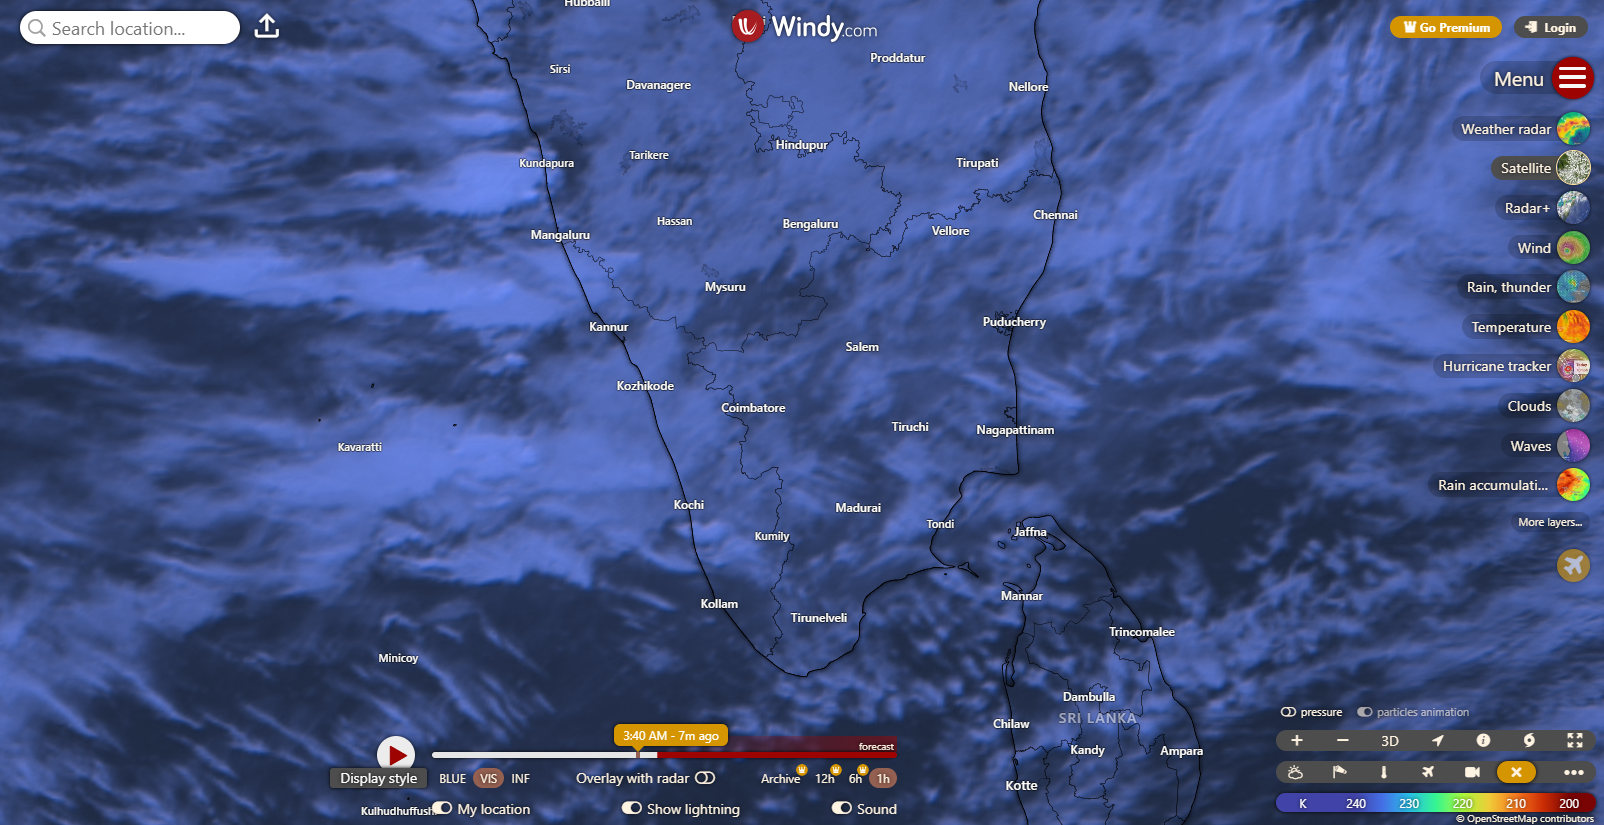 Hubballi
Search location...
Windy.com
Go Premium
Login
Sirsi
Davanagere
Proddatur
Nellore
Menu
Weather radar
Kundapura
Tarikere
Hindupur
Tirupati
Satellite
Radar+
Mangaluru
Hassan
Bengaluru
Vellore
Chennai
Wind
Mysuru
Rain, thunder
Kannur
Puducherry
Temperature
Salem
Hurricane tracker
Kozhikode
Coimbatore
Clouds
Tiruchi
Nagapattinam
Kavaratti
Waves
Rain accumulati...
Kochi
Madurai
Tondi
Jaffna
More layers...
Kumily
Mannar
Kollam
Tirunelveli
Trincomalee
Minicoy
Dambulla
SRI LANKA
Chilaw
Kandy
Ampara
Kotte
pressure
particles animation
3:40 AM - 7m ago
forecast
3D
Display style
BLUE
VIS
INF
Overlay with radar
Archive
12h
6h
1h
Kulhudhuffush
My location
Show lightning
Sound
K 240 230 220 210 200
© OpenStreetMap contributors